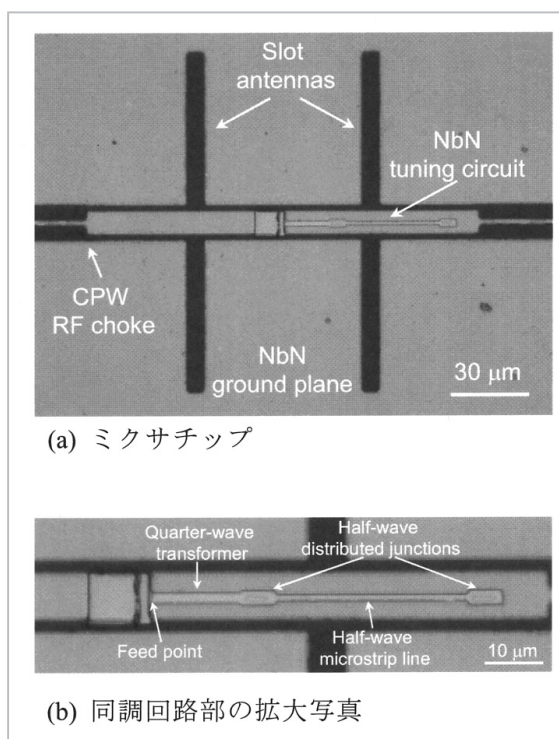 Slot
antennas
NbN
tuning circuit
CPW
RF choke
NbN
ground plane
30 μm
(a) ミクサチップ
Quarter-wave
transformer
Half-wave
distributed junctions
Feed point
Half-wave
microstrip line
10 μm
(b) 同調回路部の拡大写真